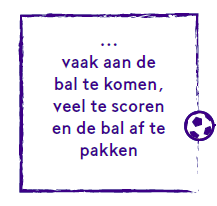 ...
vaak aan de
bal te komen,
veel te scoren
en de bal af te
pakken